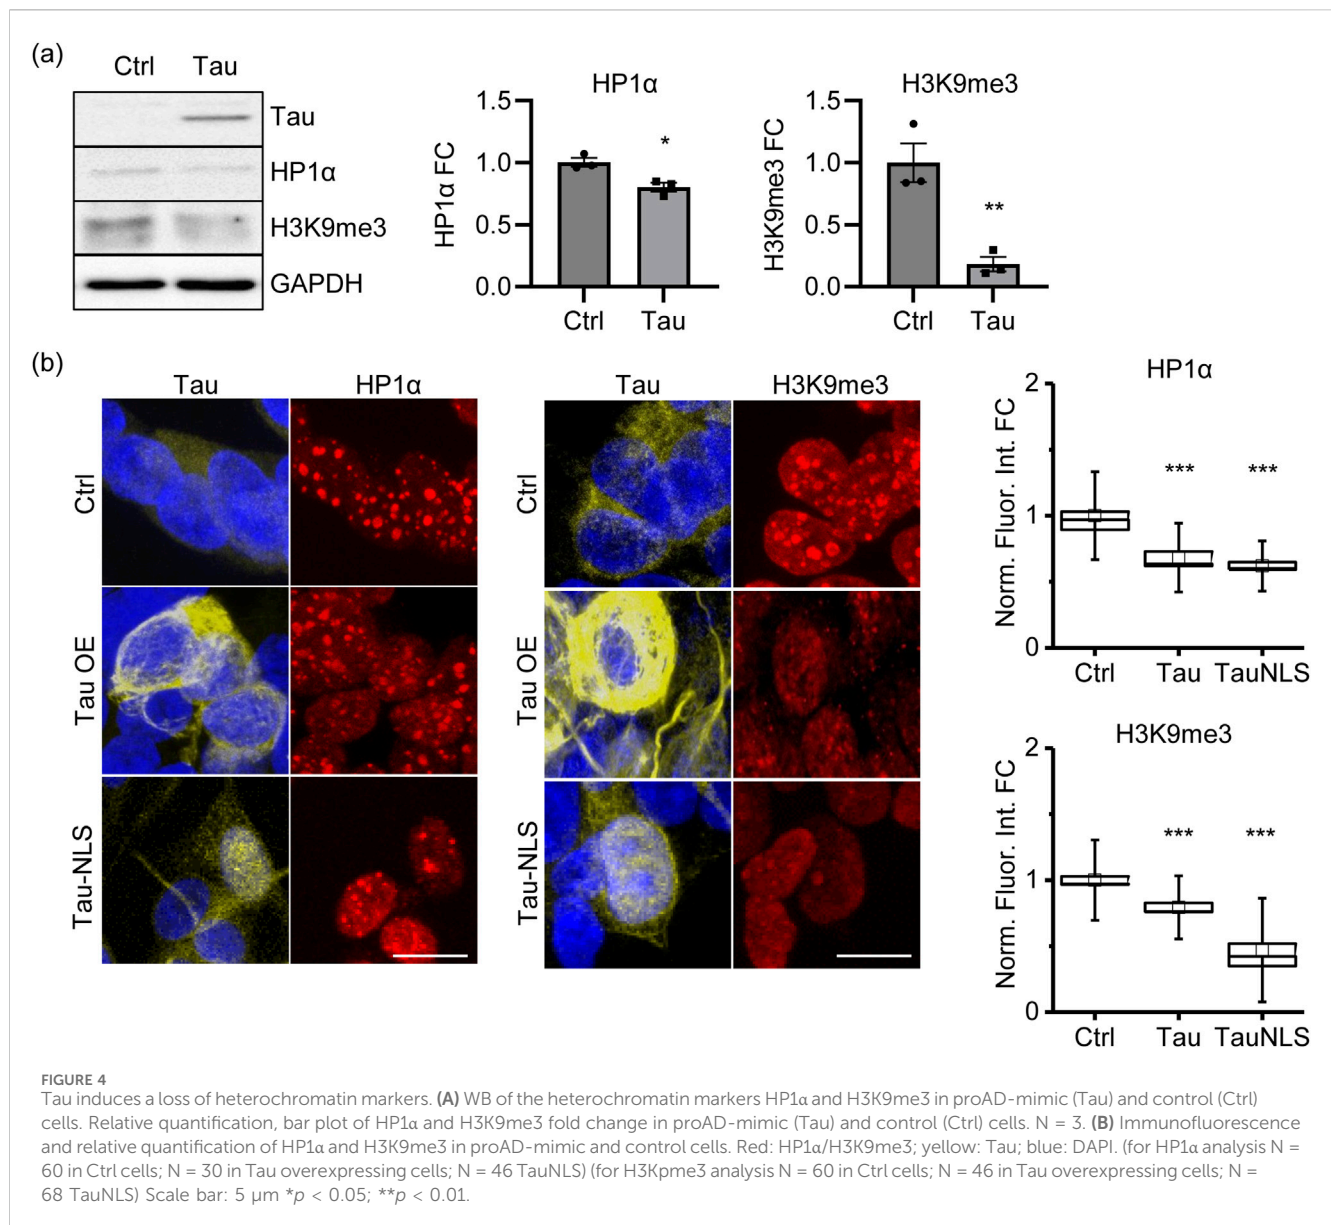 (a)
Ctrl Tau
Tau
HP1α
H3K9me3
GAPDH
HP1α
HP1α FC
1.5
1.0
0.5
0.0
*
Ctrl Tau
H3K9me3
H3K9me3 FC
1.5
1.0
0.5
0.0
**
Ctrl Tau
(b)
Tau HP1α
Ctrl
Tau OE
Tau-NLS
Tau H3K9me3
Ctrl
Tau OE
Tau-NLS
HP1α
Norm. Fluor. Int. FC
2
1
0
*** ***
Ctrl Tau TauNLS
H3K9me3
Norm. Fluor. Int. FC
2
1
0
*** ***
Ctrl Tau TauNLS
FIGURE 4
Tau induces a loss of heterochromatin markers. (A) WB of the heterochromatin markers HP1α and H3K9me3 in proAD-mimic (Tau) and control (Ctrl)
cells. Relative quantification, bar plot of HP1α and H3K9me3 fold change in proAD-mimic (Tau) and control (Ctrl) cells. N = 3. (B) Immunofluorescence
and relative quantification of HP1α and H3K9me3 in proAD-mimic and control cells. Red: HP1α/H3K9me3; yellow: Tau; blue: DAPI. (for HP1α analysis N =
60 in Ctrl cells; N = 30 in Tau overexpressing cells; N = 46 TauNLS) (for H3Kpme3 analysis N = 60 in Ctrl cells; N = 46 in Tau overexpressing cells; N =
68 TauNLS) Scale bar: 5 μm *p < 0.05; **p < 0.01.